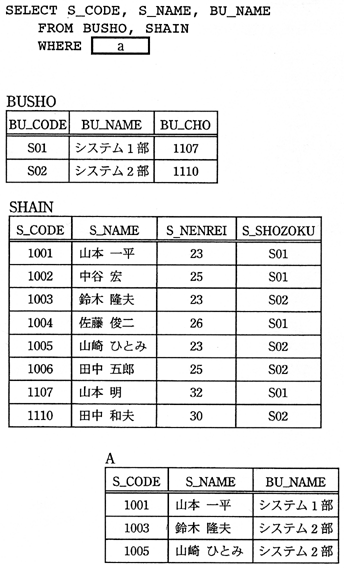 SELECT S_CODE, S_NAME, BU_NAME
FROM BUSHO, SHAIN
WHERE a
BUSHO
BU_CODE BU_NAME BU_CHO
S01 システム1部 1107
S02 システム2部 1110
SHAIN
S_CODE S_NAME S_NENREI S_SHOZOKU
1001 山本 一平 23 S01
1002 中谷 宏 25 S01
1003 鈴木 隆夫 23 S02
1004 佐藤 俊二 26 S01
1005 山崎 ひとみ 23 S02
1006 田中 五郎 25 S02
1107 山本 明 32 S01
1110 田中 和夫 30 S02
A
S_CODE S_NAME BU_NAME
1001 山本 一平 システム1部
1003 鈴木 隆夫 システム2部
1005 山崎 ひとみ システム2部